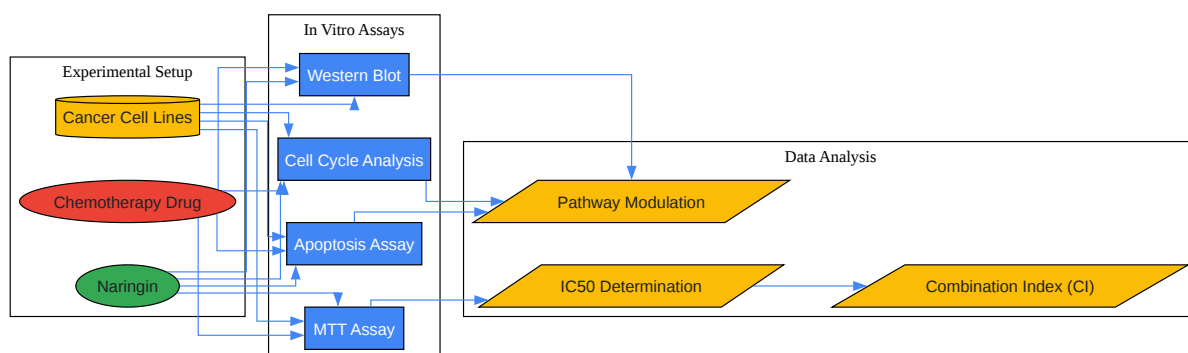 In Vitro Assays
Experimental Setup
Western Blot
Cancer Cell Lines
Cell Cycle Analysis
Data Analysis
Chemotherapy Drug
Pathway Modulation
Apoptosis Assay
Naringin
IC50 Determination
Combination Index (CI)
MTT Assay